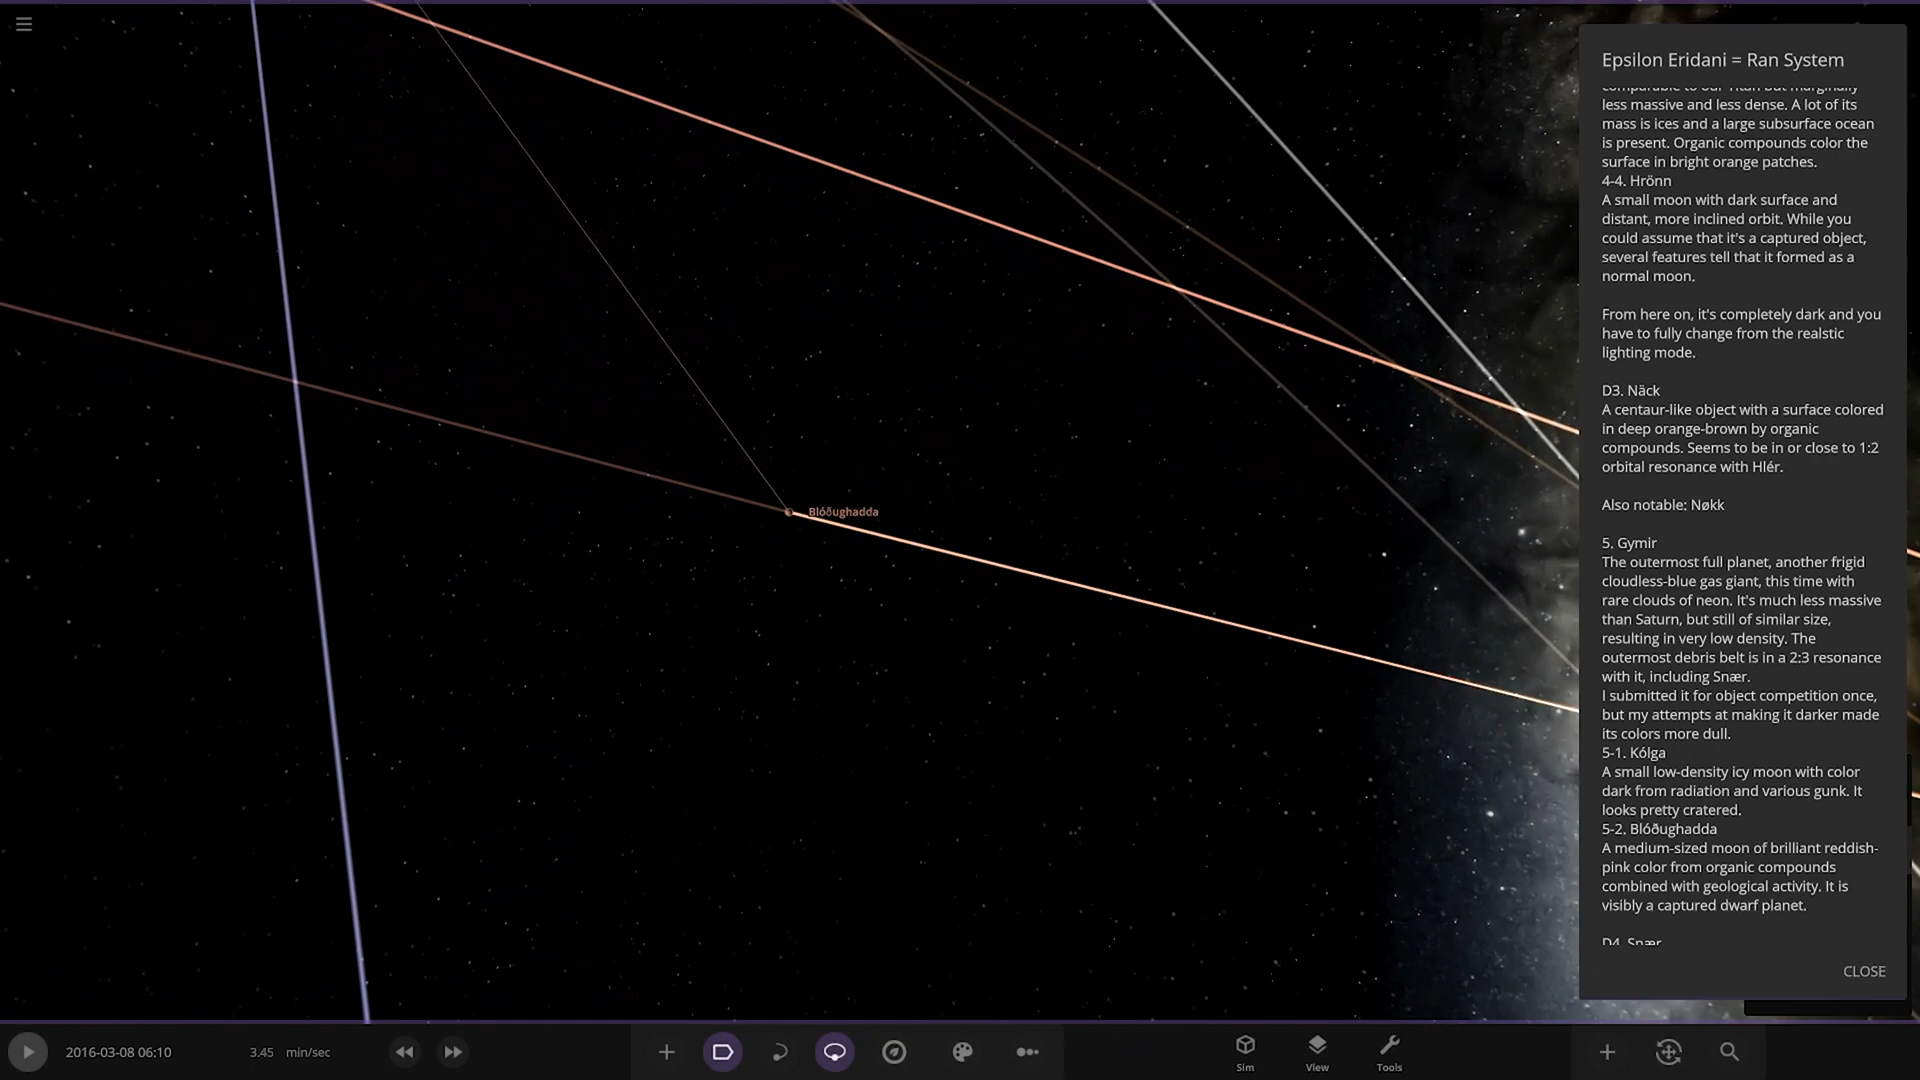 Epsilon Eridani = Ran System
comparable to our Titan but marginally
less massive and less dense. A lot of its
mass is ices and a large subsurface ocean
is present. Organic compounds color the
surface in bright orange patches.
4-4. Hrönn
A small moon with dark surface and
distant, more inclined orbit. While you
could assume that it's a captured object,
several features tell that it formed as a
normal moon.
From here on, it's completely dark and you
have to fully change from the realstic
lighting mode.
D3. Näck
A centaur-like object with a surface colored
in deep orange-brown by organic
compounds. Seems to be in or close to 1:2
orbital resonance with Hlér.
Also notable: Nøkk
5. Gymir
The outermost full planet, another frigid
cloudless-blue gas giant, this time with
rare clouds of neon. It's much less massive
than Saturn, but still of similar size,
resulting in very low density. The
outermost debris belt is in a 2:3 resonance
with it, including Snær.
I submitted it for object competition once,
but my attempts at making it darker made
its colors more dull.
5-1. Kólga
A small low-density icy moon with color
dark from radiation and various gunk. It
looks pretty cratered.
5-2. Blóðughadda
A medium-sized moon of brilliant reddish-
pink color from organic compounds
combined with geological activity. It is
visibly a captured dwarf planet.
D4. Snær
CLOSE
Blóðughadda
2016-03-08 06:10
3.45 min/sec
Sim
View
Tools